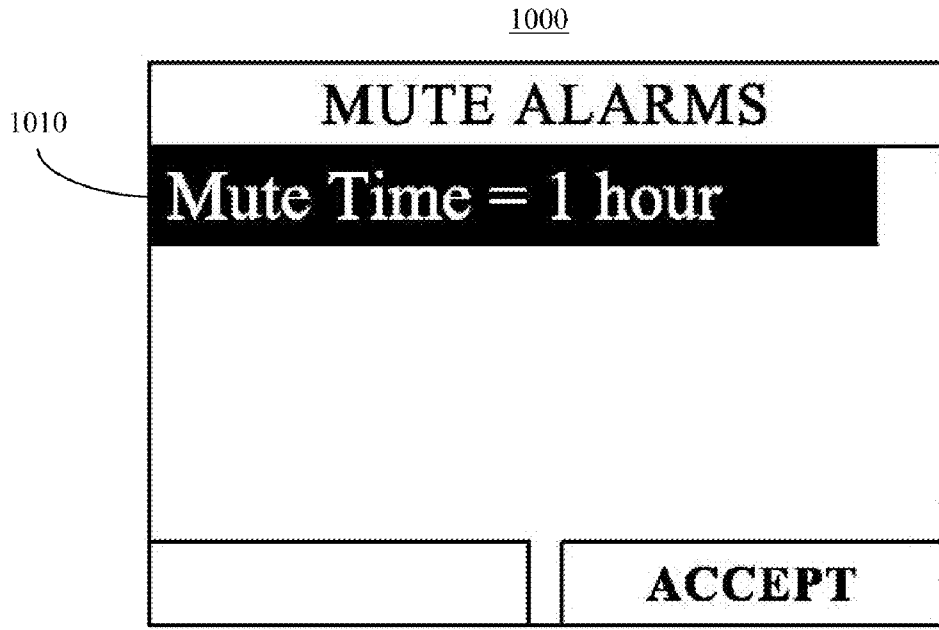 1000
MUTE ALARMS
1010
Mute Time = 1 hour
ACCEPT